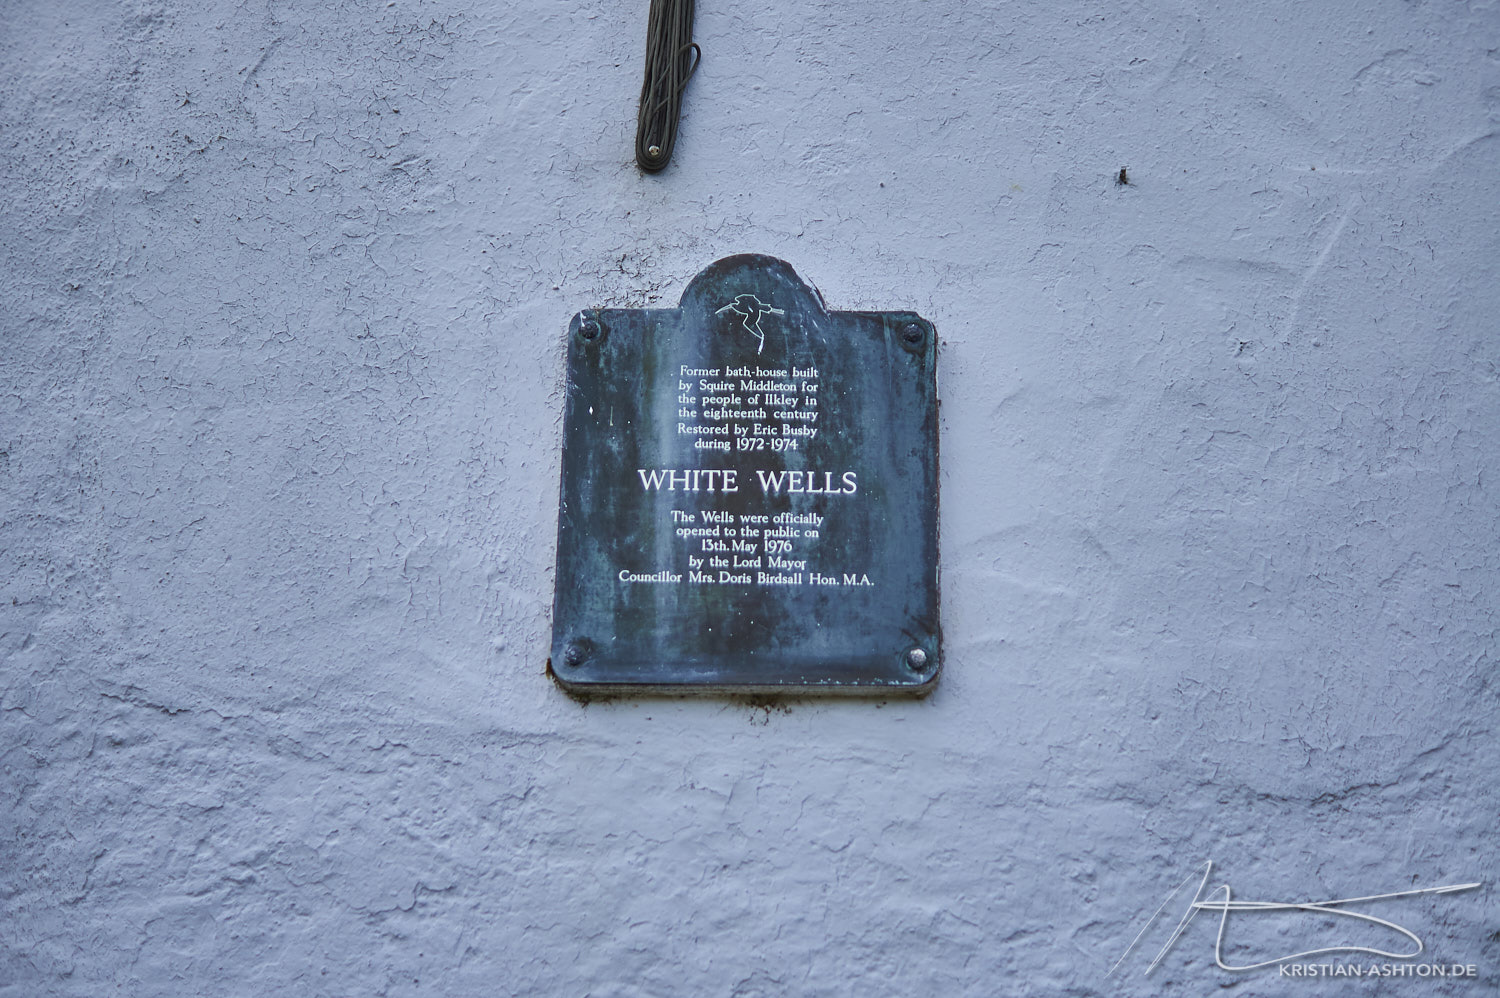 Former bath-house built
by Squire Middleton for
the people of Ilkley in
the eighteenth century
Restored by Eric Busby
during 1972-1974
WHITE WELLS
The Wells were officially
opened to the public on
13th. May 1976
by the Lord Mayor
Councillor Mrs. Doris Birdsall Hon. M.A.
KRISTIAN-ASHTON.DE